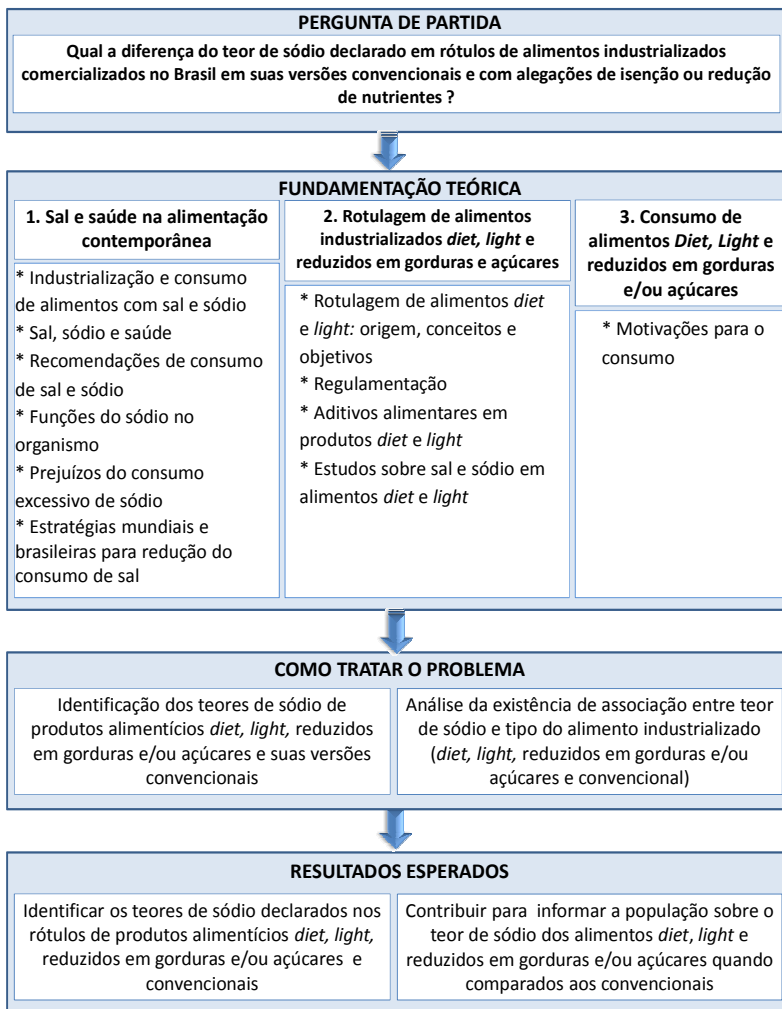 PERGUNTA DE PARTIDA
Qual a diferença do teor de sódio declarado em rótulos de alimentos industrializados
comercializados no Brasil em suas versões convencionais e com alegações de isenção ou redução
de nutrientes ?
FUNDAMENTAÇÃO TEÓRICA
1. Sal e saúde na alimentação
contemporânea
* Industrialização e consumo
de alimentos com sal e sódio
* Sal, sódio e saúde
* Recomendações de consumo
de sal e sódio
* Funções do sódio no
organismo
* Prejuízos do consumo
excessivo de sódio
* Estratégias mundiais e
brasileiras para redução do
consumo de sal
2. Rotulagem de alimentos
industrializados diet, light e
reduzidos em gorduras e açúcares
* Rotulagem de alimentos diet
e light: origem, conceitos e
objetivos
* Regulamentação
* Aditivos alimentares em
produtos diet e light
* Estudos sobre sal e sódio em
alimentos diet e light
3. Consumo de
alimentos Diet, Light e
reduzidos em gorduras
e/ou açúcares
* Motivações para o
consumo
COMO TRATAR O PROBLEMA
Identificação dos teores de sódio de
produtos alimentícios diet, light, reduzidos
em gorduras e/ou açúcares e suas versões
convencionais
Análise da existência de associação entre teor
de sódio e tipo do alimento industrializado
(diet, light, reduzidos em gorduras e/ou
açúcares e convencional)
RESULTADOS ESPERADOS
Identificar os teores de sódio declarados nos
rótulos de produtos alimentícios diet, light,
reduzidos em gorduras e/ou açúcares e
convencionais
Contribuir para informar a população sobre o
teor de sódio dos alimentos diet, light e
reduzidos em gorduras e/ou açúcares quando
comparados aos convencionais